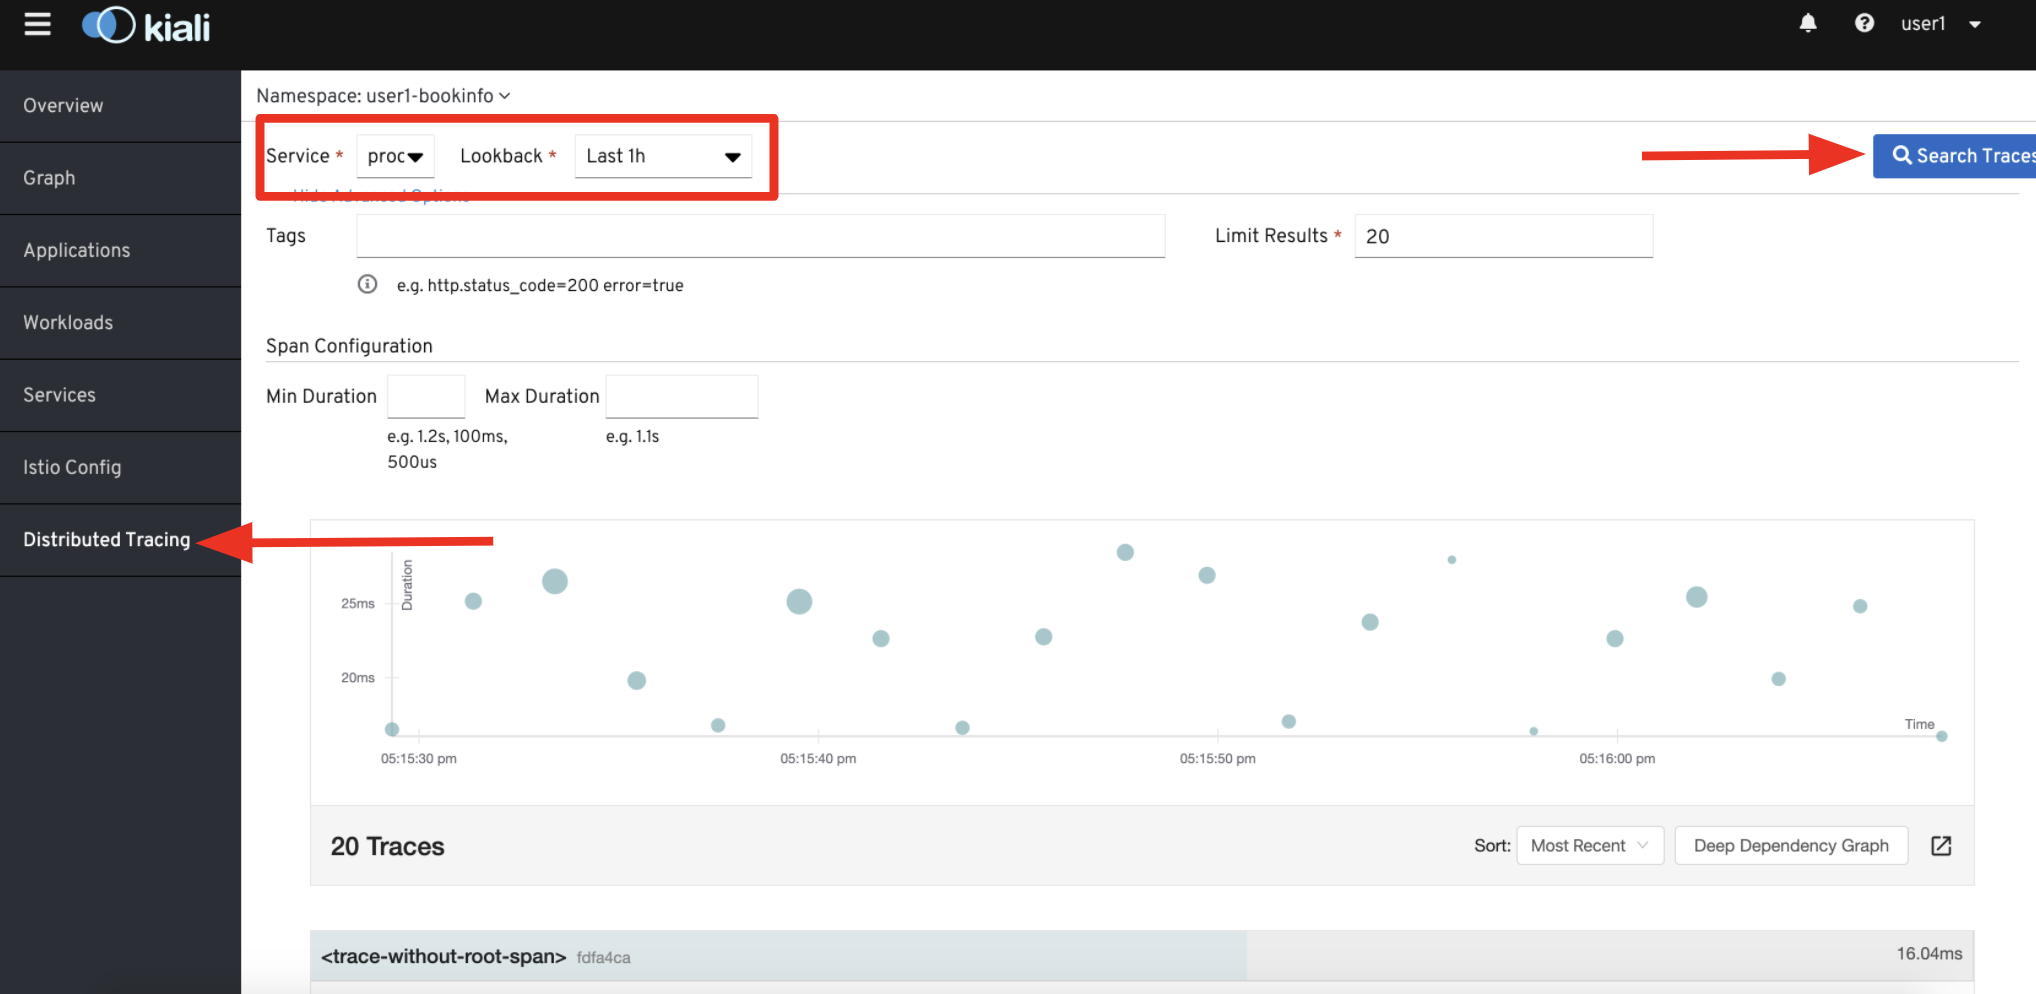 kiali
user1
Overview
Graph
Applications
Workloads
Services
Istio Config
Distributed Tracing
Namespace: user1-bookinfo
Service * proc Lookback * Last 1h
Search Traces
Hide Advanced Options
Tags
Limit Results * 20
e.g. http.status_code=200 error=true
Span Configuration
Min Duration Max Duration
e.g. 1.2s, 100ms, e.g. 1.1s
500us
Duration
25ms
20ms
Time
05:15:30 pm 05:15:40 pm 05:15:50 pm 05:16:00 pm
20 Traces
Sort: Most Recent Deep Dependency Graph
<trace-without-root-span> fdfa4ca 16.04ms